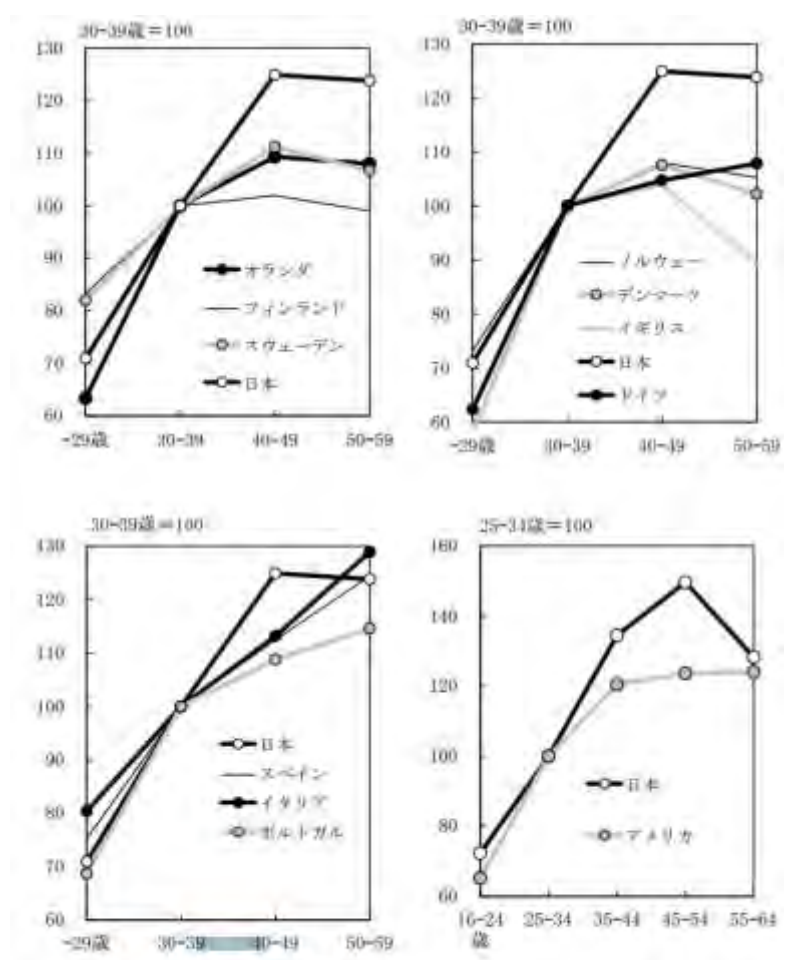 30-39歳=100
130
120
110
100
90
80
70
60
オランダ
フィンランド
スウェーデン
日本
-29歳 30-39 40-49 50-59
30-39歳=100
130
120
110
100
90
80
70
60
ノルウェー
デンマーク
イギリス
日本
ドイツ
-29歳 30-39 40-49 50-59
30-39歳=100
130
120
110
100
90
80
70
60
日本
スペイン
イタリア
ポルトガル
-29歳 30-39 40-49 50-59
25-34歳=100
160
140
120
100
80
60
日本
アメリカ
16-24 25-34 35-44 45-54 55-64
歳